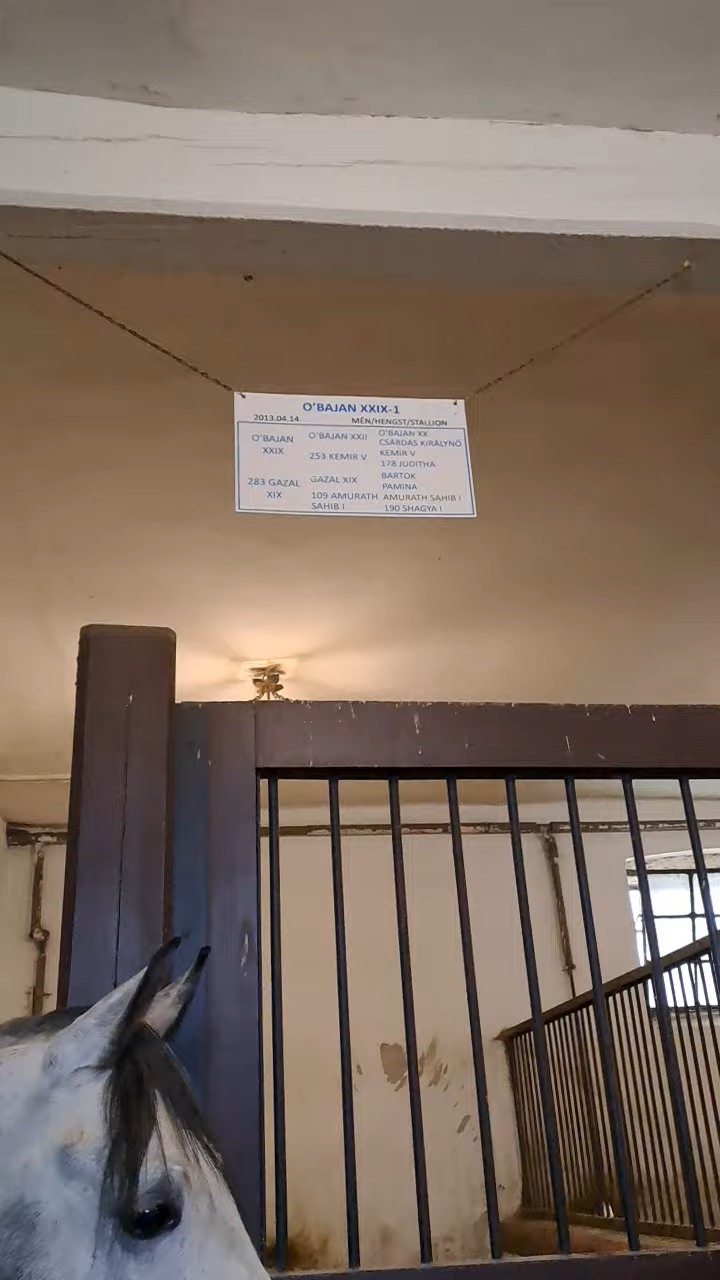 O'BAJAN XXIX-1
2013.04.14. MÉN/HENGST/STALLION
O'BAJAN XXIX
O'BAJAN XXII
O'BAJAN XX
CSÁRDÁS KIRÁLYNŐ
253 KEMIR V
KEMIR V
178 JUDITHA
283 GAZAL XIX
GAZAL XIX
BARTOK
PAMINA
109 AMURATH SAHIB I
AMURATH SAHIB I
190 SHAGYA I